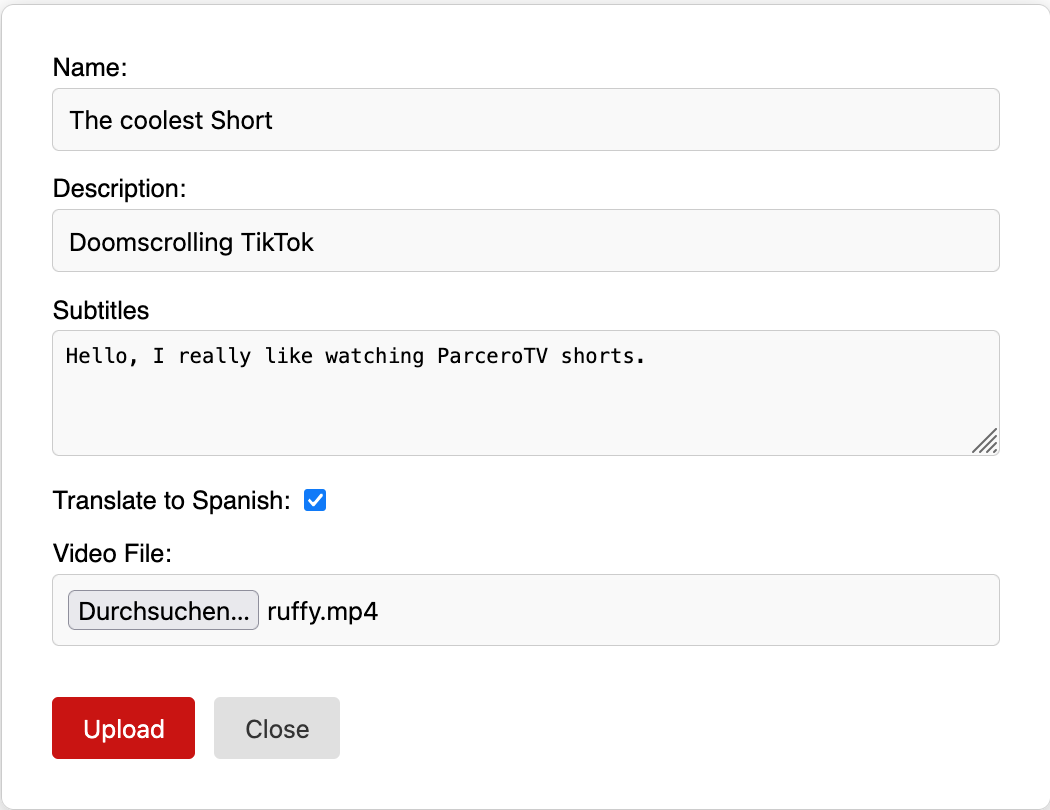 Name:
The coolest Short
Description:
Doomscrolling TikTok
Subtitles
Hello, I really like watching ParceroTV shorts.
Translate to Spanish:
Video File:
Durchsuchen... ruffy.mp4
Upload Close